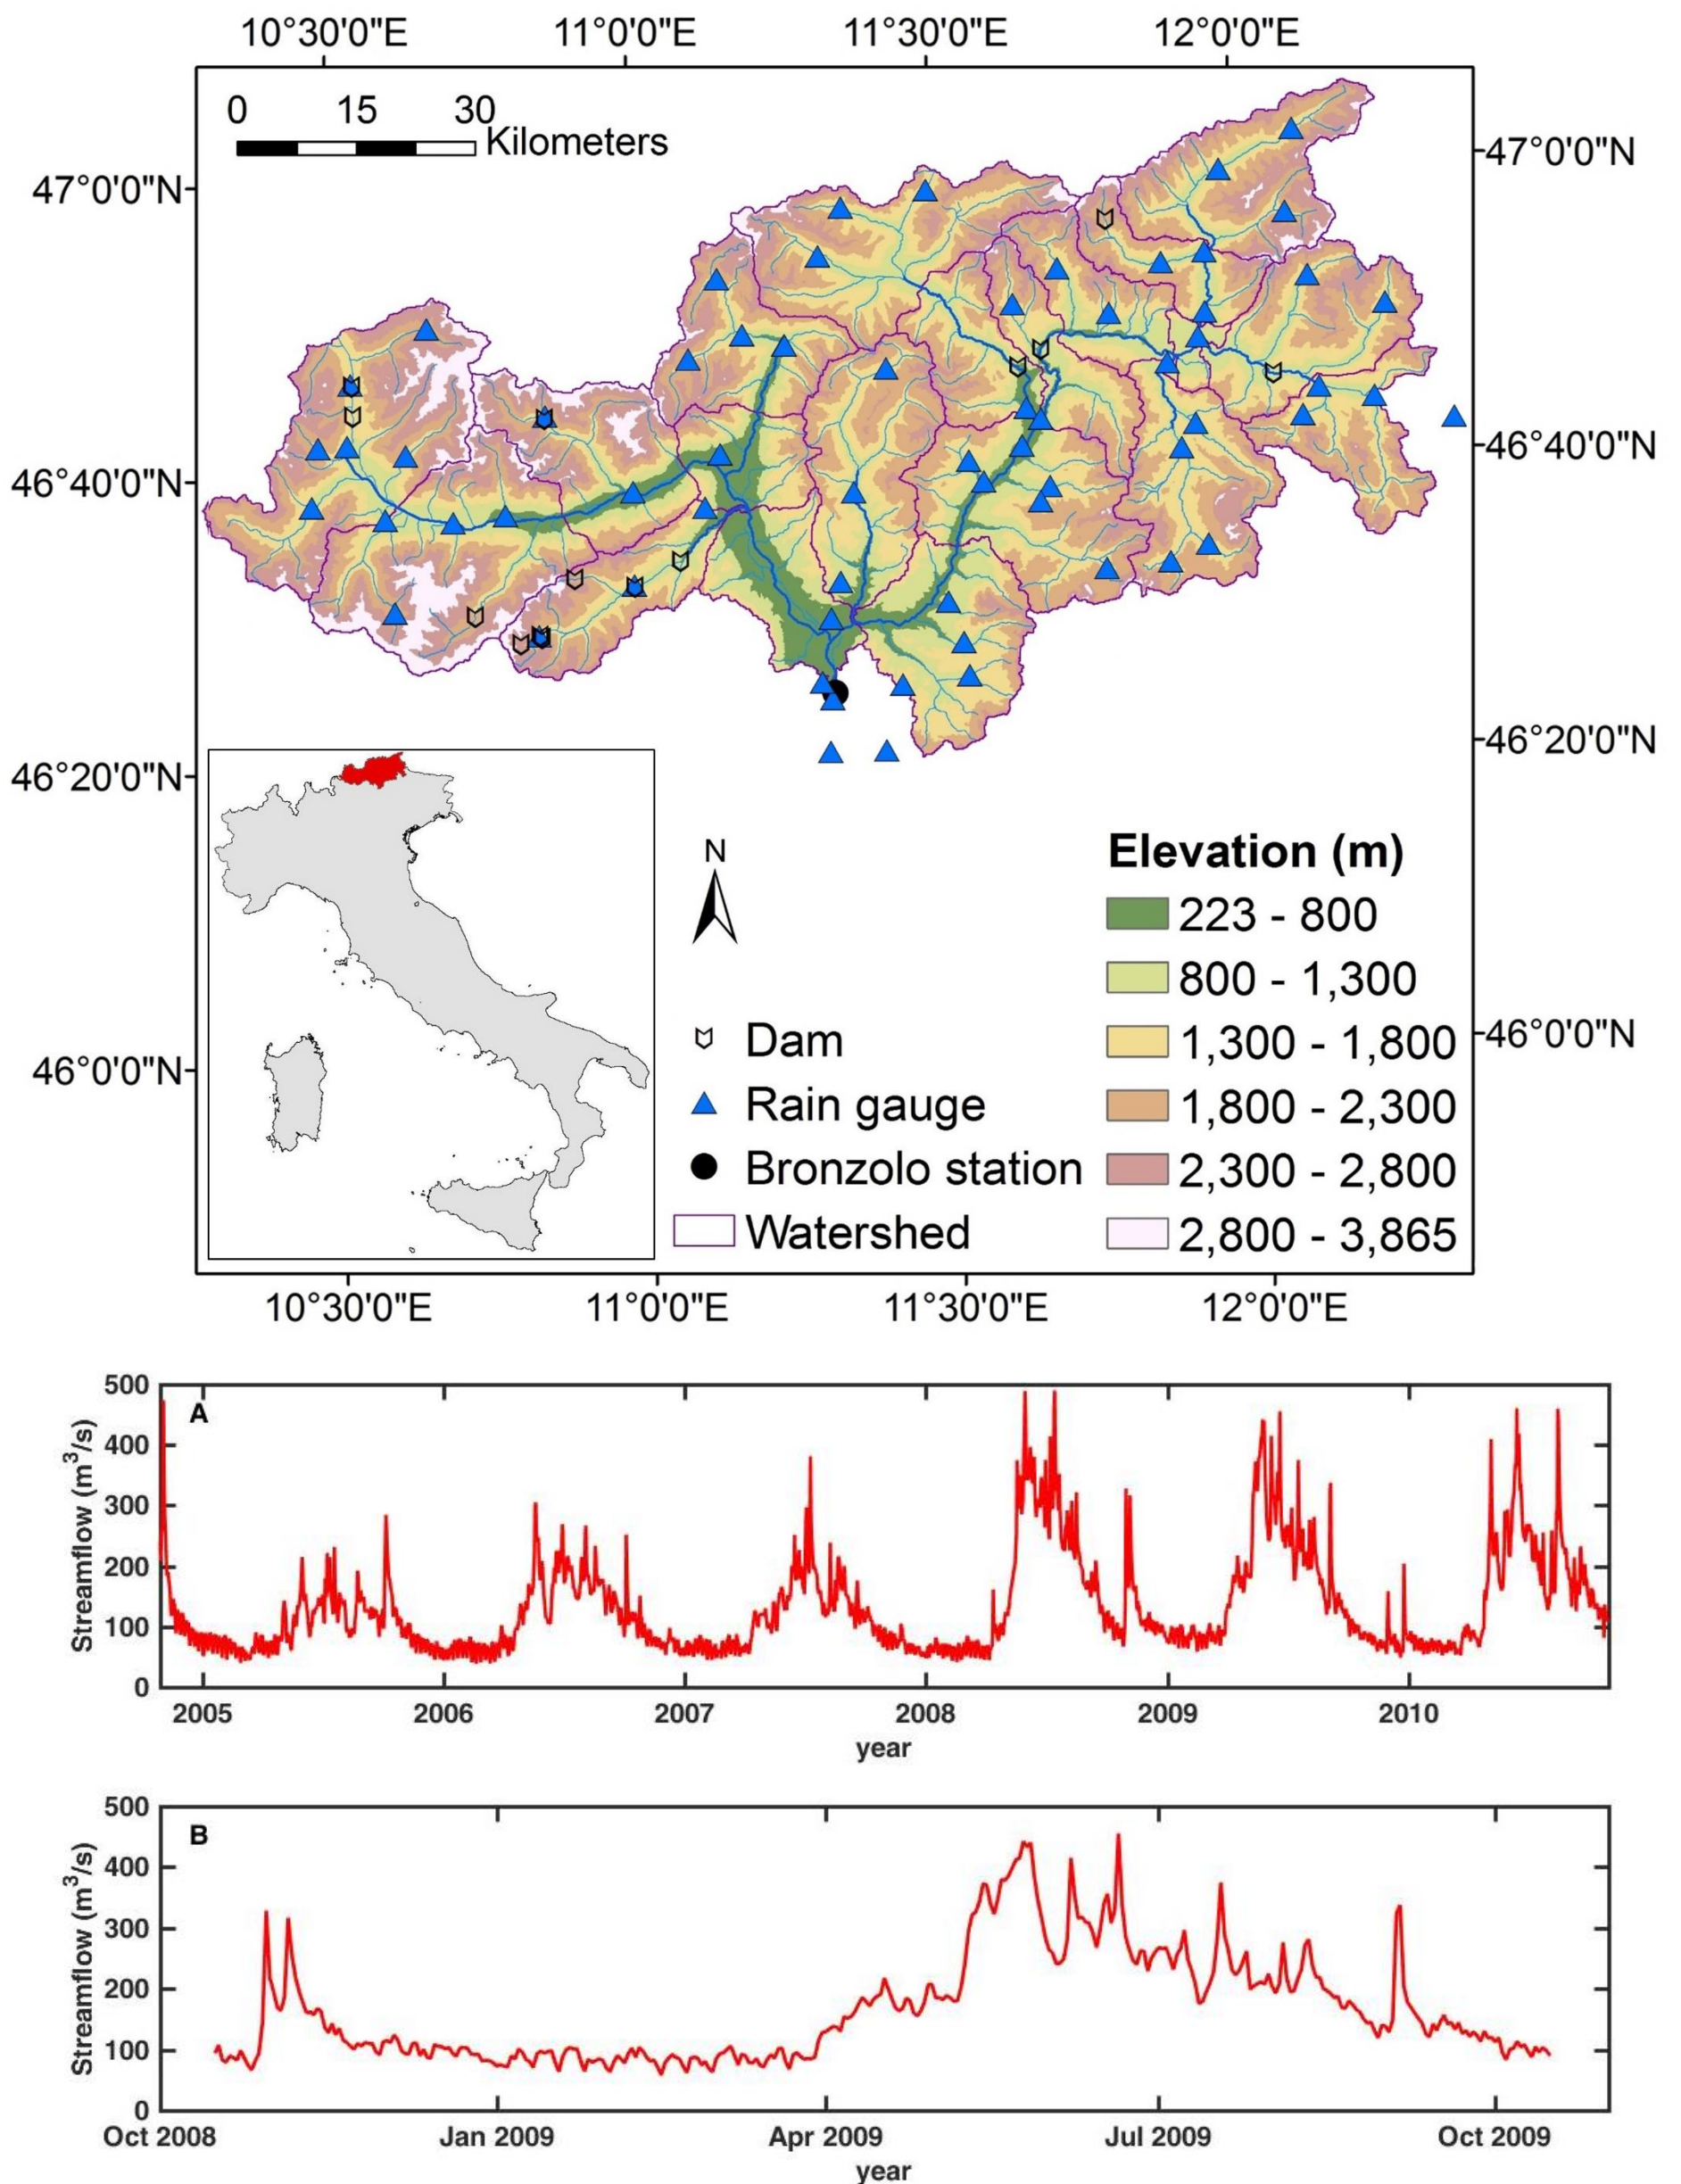 10°30'0"E 11°0'0"E 11°30'0"E 12°0'0"E
0 15 30
Kilometers
47°0'0"N
47°0'0"N
46°40'0"N
46°40'0"N
46°20'0"N
46°20'0"N
N
Elevation (m)
223 - 800
800 - 1,300
46°0'0"N
Dam
1,300 - 1,800
46°0'0"N
Rain gauge
1,800 - 2,300
Bronzolo station
2,300 - 2,800
Watershed
2,800 - 3,865
10°30'0"E 11°0'0"E 11°30'0"E 12°0'0"E
A
Streamflow (m³/s)
500
400
300
200
100
0
2005 2006 2007 2008 2009 2010
year
B
Streamflow (m³/s)
500
400
300
200
100
0
Oct 2008 Jan 2009 Apr 2009 Jul 2009 Oct 2009
year